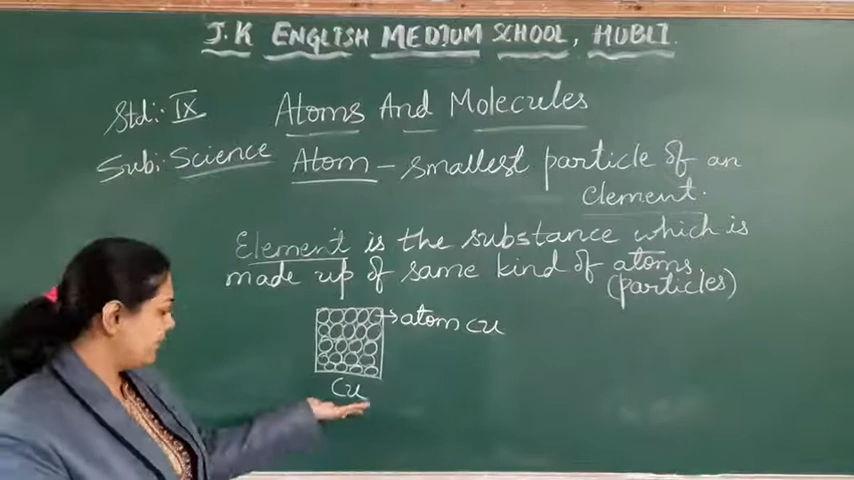 J.K ENGLISH MEDIUM SCHOOL, HUBLI.
Std:- IX Atoms And Molecules
Sub:- Science Atom - smallest particle of an
element.
Element is the substance which is
made up of same kind of atoms
(particles)
→ atom cu
Cu